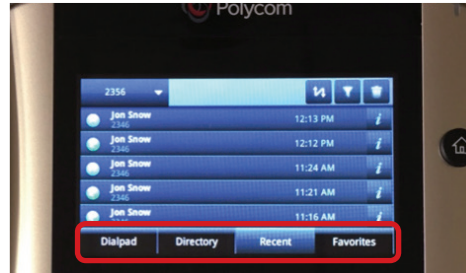 Polycom
2356
Jon Snow 12:13 PM i
2346
Jon Snow 12:12 PM i
2346
Jon Snow 11:24 AM i
2346
Jon Snow 11:21 AM i
2346
Jon Snow 11:16 AM i
Dialpad Directory Recent Favorites